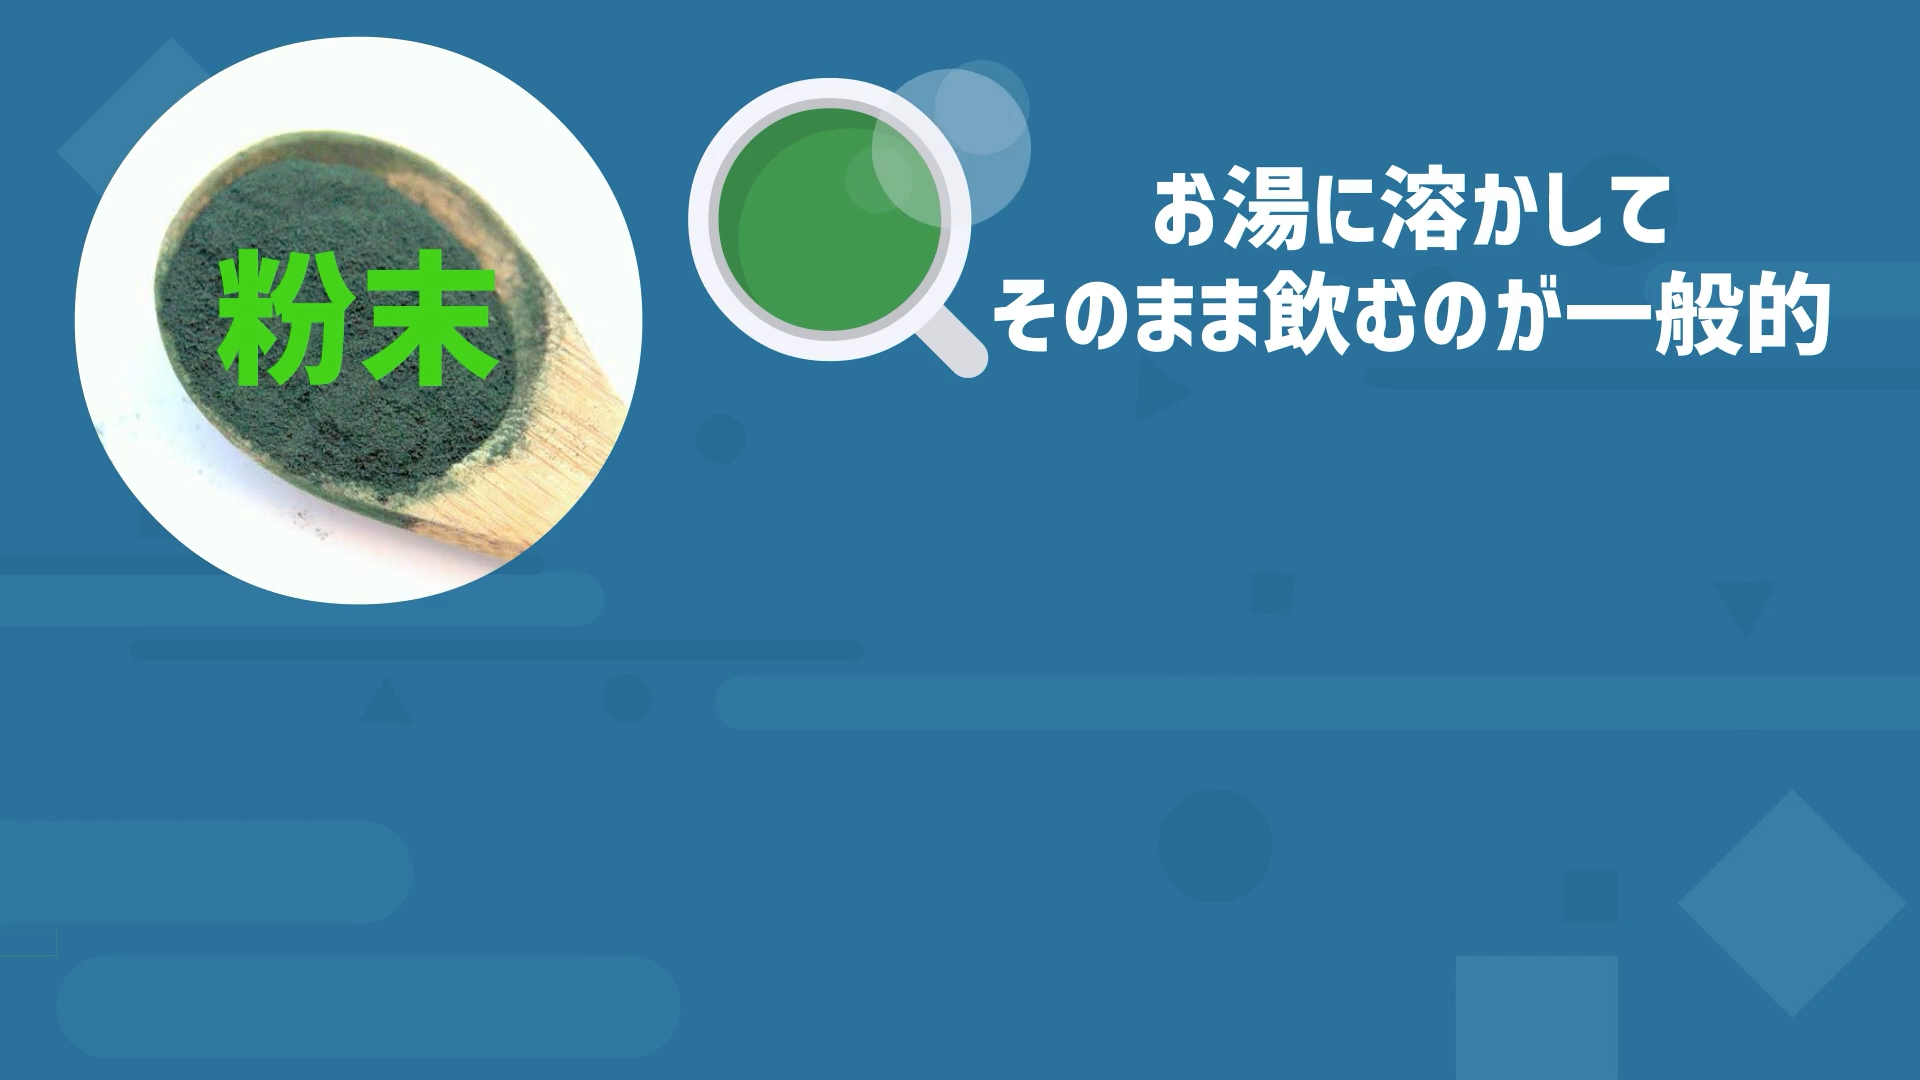 粉末
お湯に溶かして
そのまま飲むのが一般的